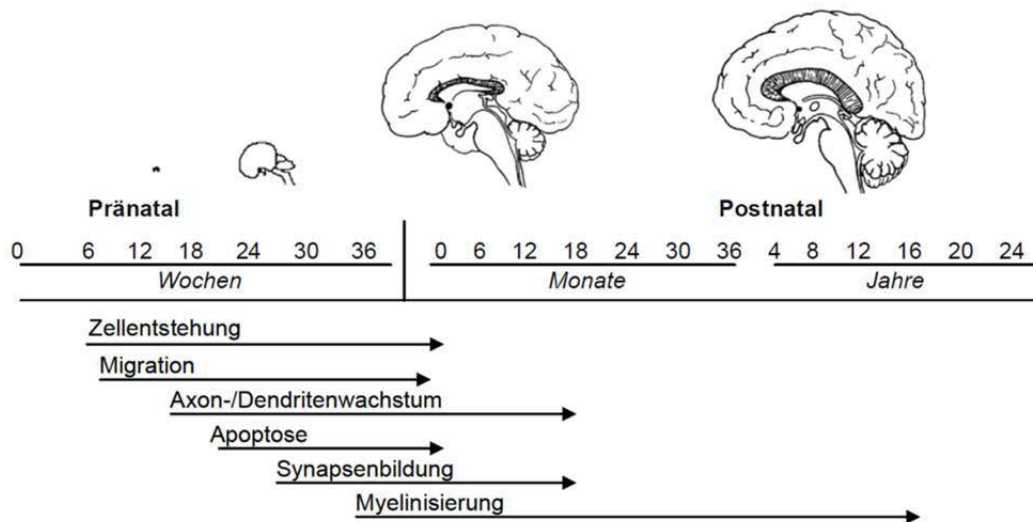 Pränatal Postnatal
0 6 12 18 24 30 36 0 6 12 18 24 30 36 4 8 12 16 20 24
Wochen Monate Jahre
Zellentstehung
Migration
Axon-/Dendritenwachstum
Apoptose
Synapsenbildung
Myelinisierung